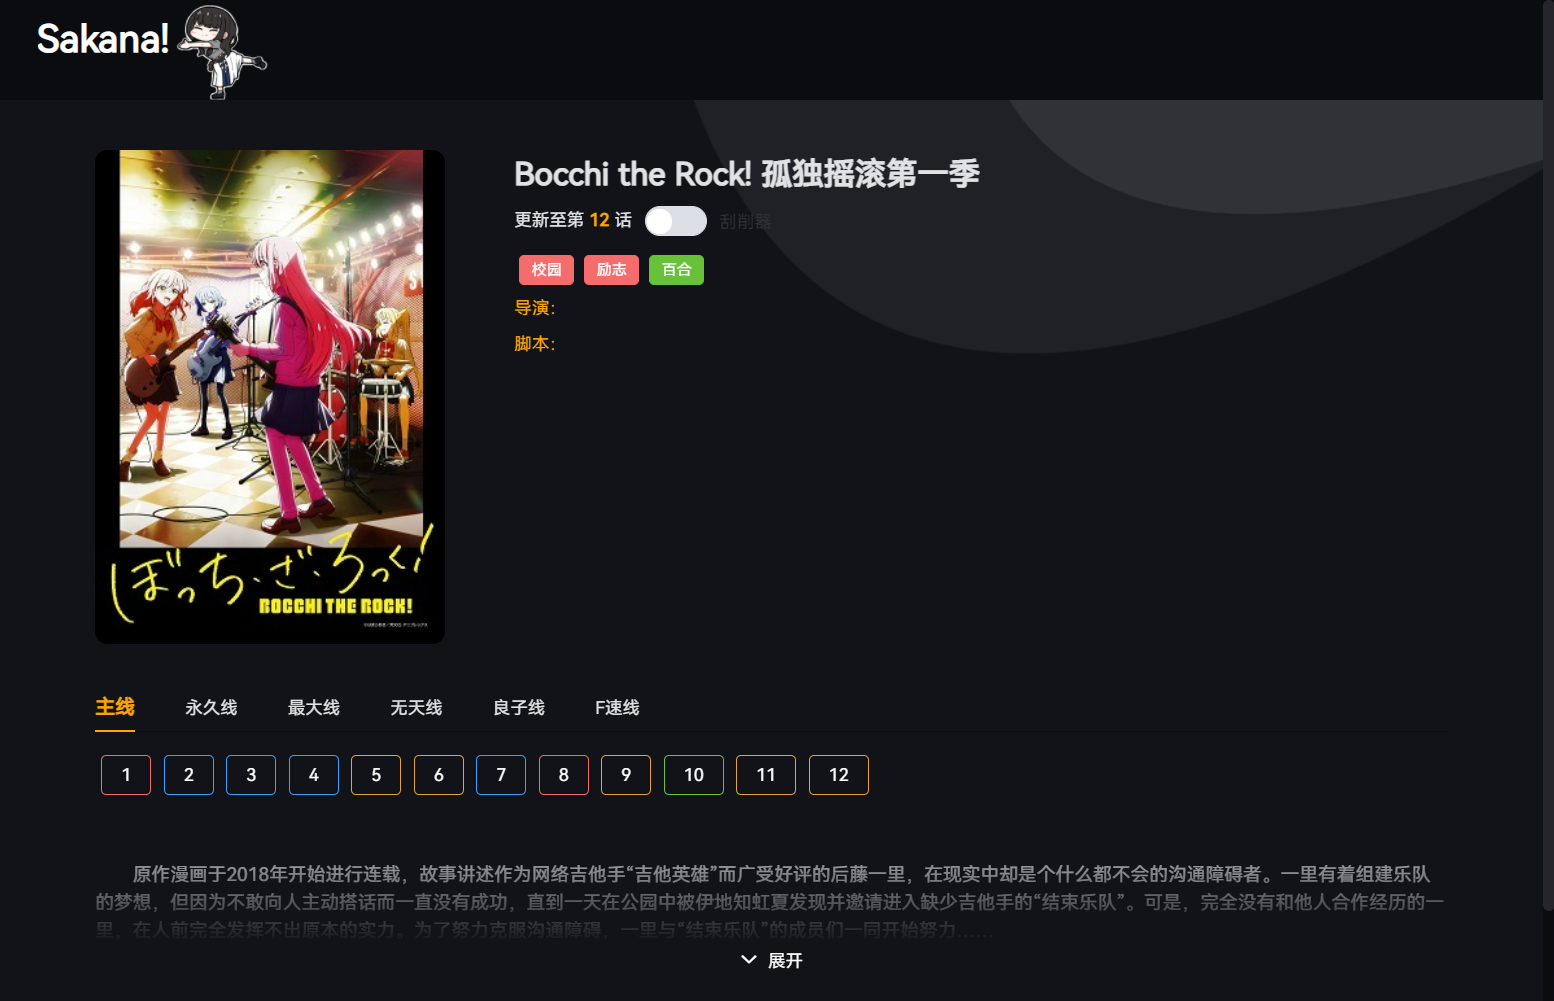 Sakana!
Bocchi the Rock! 孤独摇滚第一季
更新至第 12 话 刮削器
校园 励志 百合
导演:
脚本:
ぼっち・ざ・ろっく!
BOCCHI THE ROCK!
主线 永久线 最大线 无天线 良子线 F速线
1 2 3 4 5 6 7 8 9 10 11 12
原作漫画于2018年开始进行连载，故事讲述作为网络吉他手“吉他英雄”而广受好评的后藤一里，在现实中却是个什么都不会的沟通障碍者。一里有着组建乐队
的梦想，但因为不敢向人主动搭话而一直没有成功，直到一天在公园中被伊地知虹夏发现并邀请进入缺少吉他手的“结束乐队”。可是，完全没有和他人合作经历的一
里，在人前完全发挥不出原本的实力。为了努力克服沟通障碍，一里与“结束乐队”的成员们一同开始努力……
展开